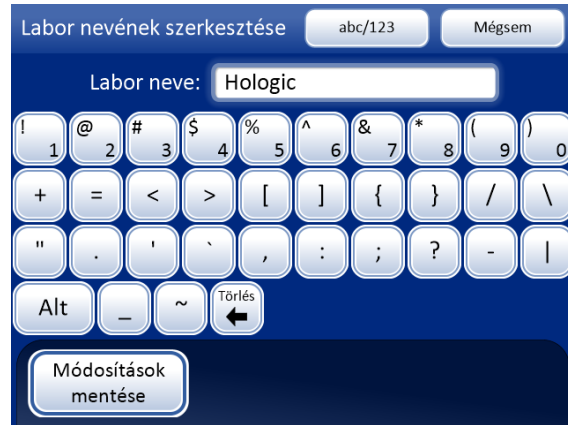 Labor nevének szerkesztése abc/123 Mégsem
Labor neve: Hologic
! 1 @ 2 # 3 $ 4 % 5 ^ 6 & 7 * 8 ( 9 ) 0
+ = < > [ ] { } / \
" . ' ` , : ; ? - |
Alt _ ~ Törlés
Módosítások
mentése